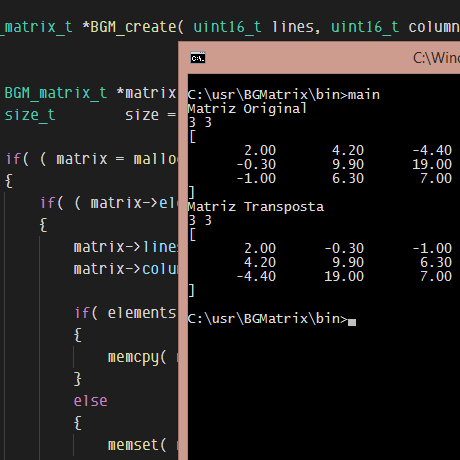 _matrix_t *BGM_create( uint16_t lines, uint16_t column
BGM_matrix_t *matrix
size_t size =
if( ( matrix = malloc
{
if( ( matrix->el
{
matrix->lines
matrix->colu
if( elements
{
memcpy(
}
else
{
memset(
C:\Win
C:\usr\BGMatrix\bin>main
Matriz Original
3 3
[
2.00 4.20 -4.40
-0.30 9.90 19.00
-1.00 6.30 7.00
]
Matriz Transposta
3 3
[
2.00 -0.30 -1.00
4.20 9.90 6.30
-4.40 19.00 7.00
]
C:\usr\BGMatrix\bin>